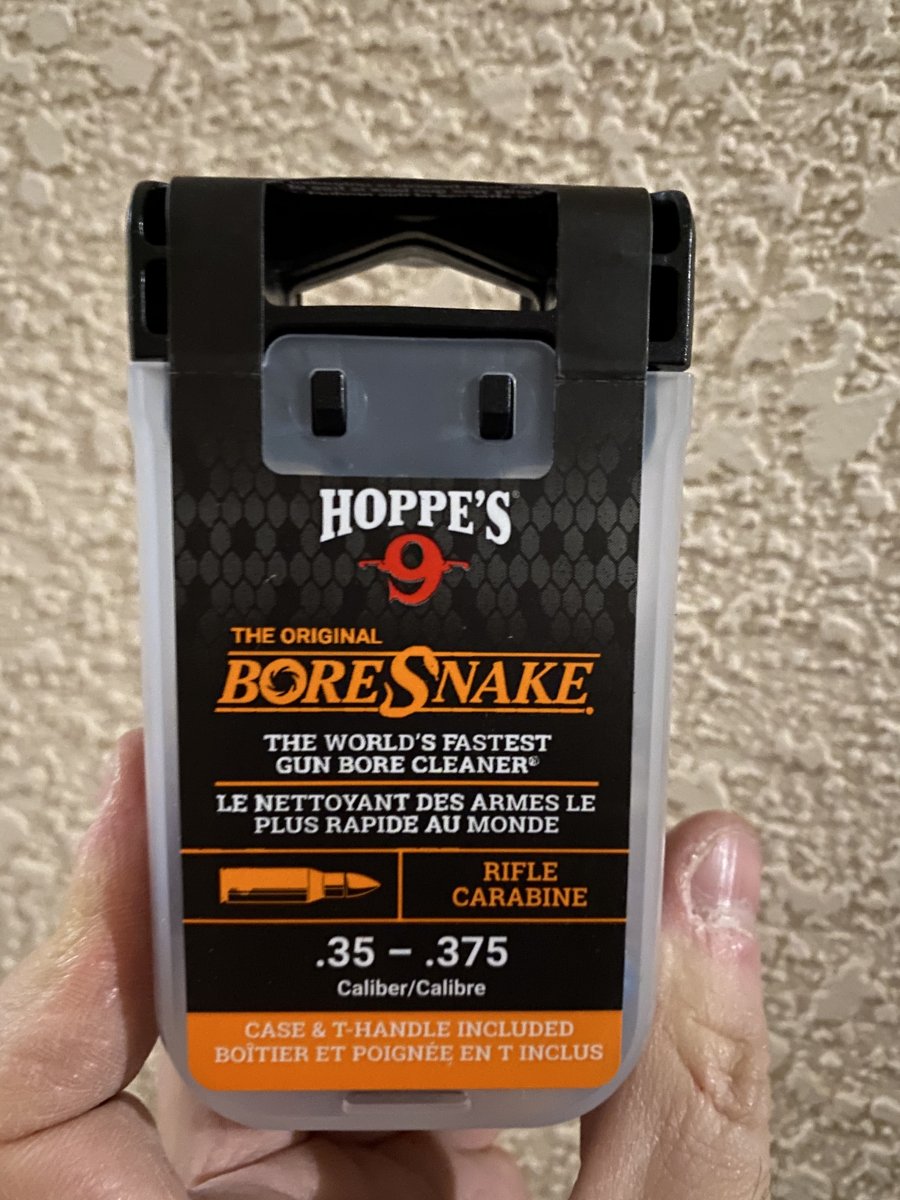 HOPPE'S®
9
THE ORIGINAL
BORESNAKE.
THE WORLD'S FASTEST
GUN BORE CLEANER®
LE NETTOYANT DES ARMES LE
PLUS RAPIDE AU MONDE
RIFLE
CARABINE
.35 – .375
Caliber/Calibre
CASE & T-HANDLE INCLUDED
BOÎTIER ET POIGNÉE EN T INCLUS